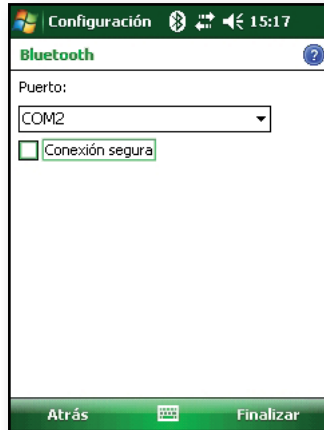 Configuración 15:17
Bluetooth ?
Puerto:
COM2
Conexión segura
Atrás Finalizar